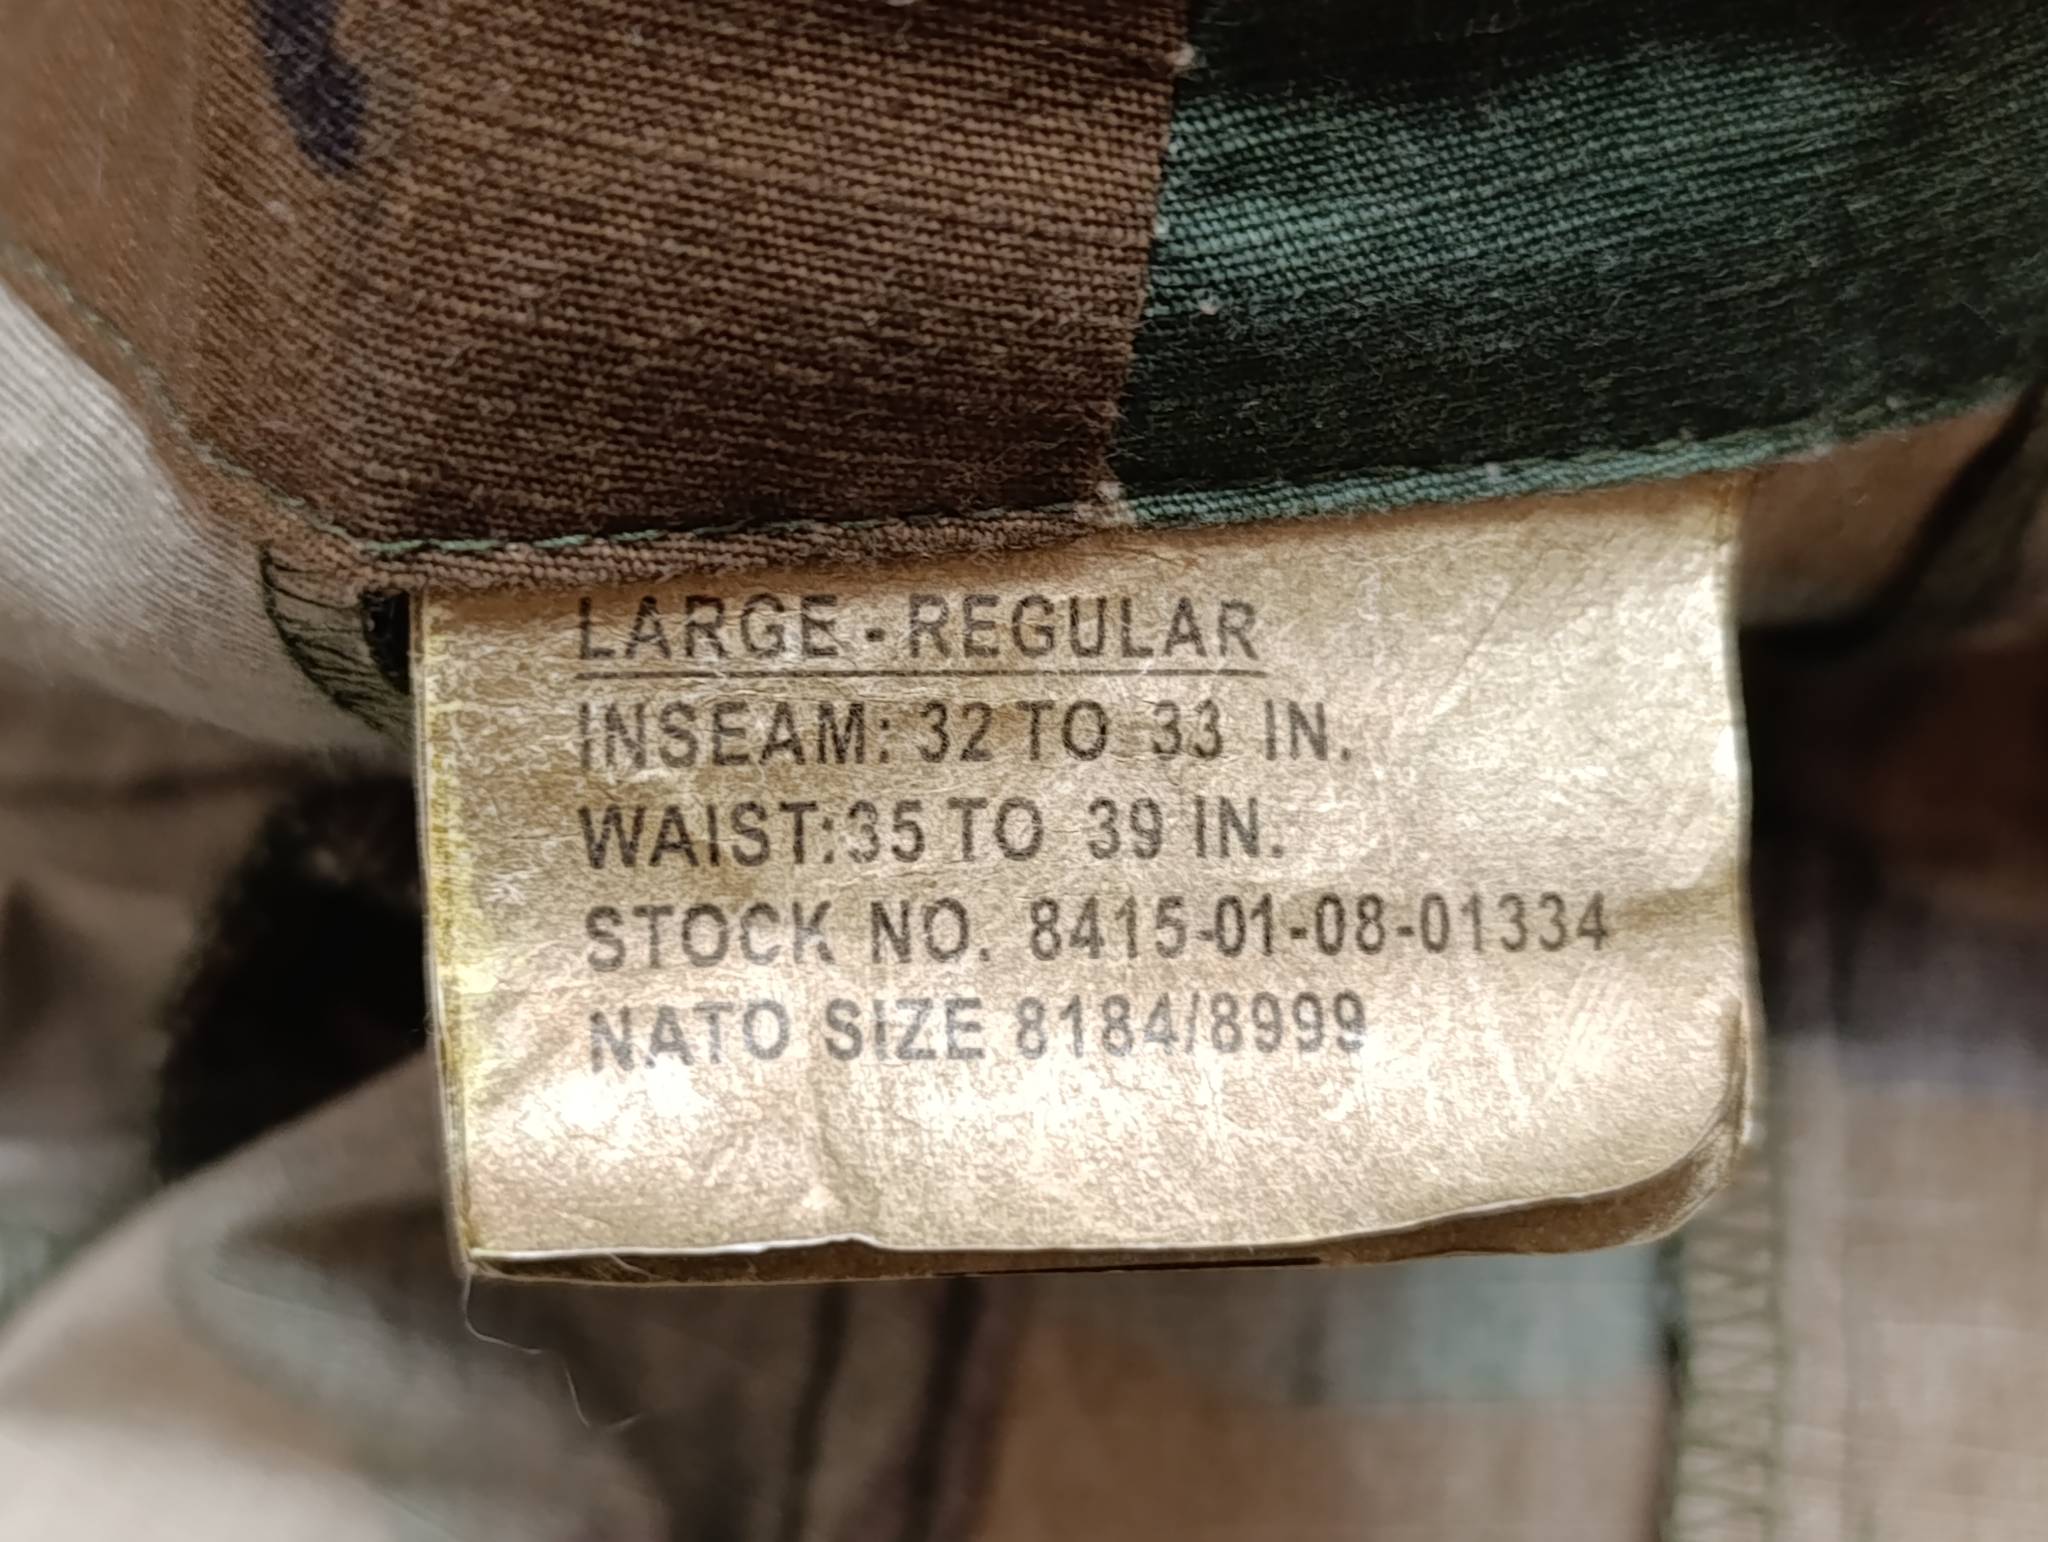 LARGE - REGULAR
INSEAM: 32 TO 33 IN.
WAIST:35 TO 39 IN.
STOCK NO. 8415-01-08-01334
NATO SIZE 8184/8999